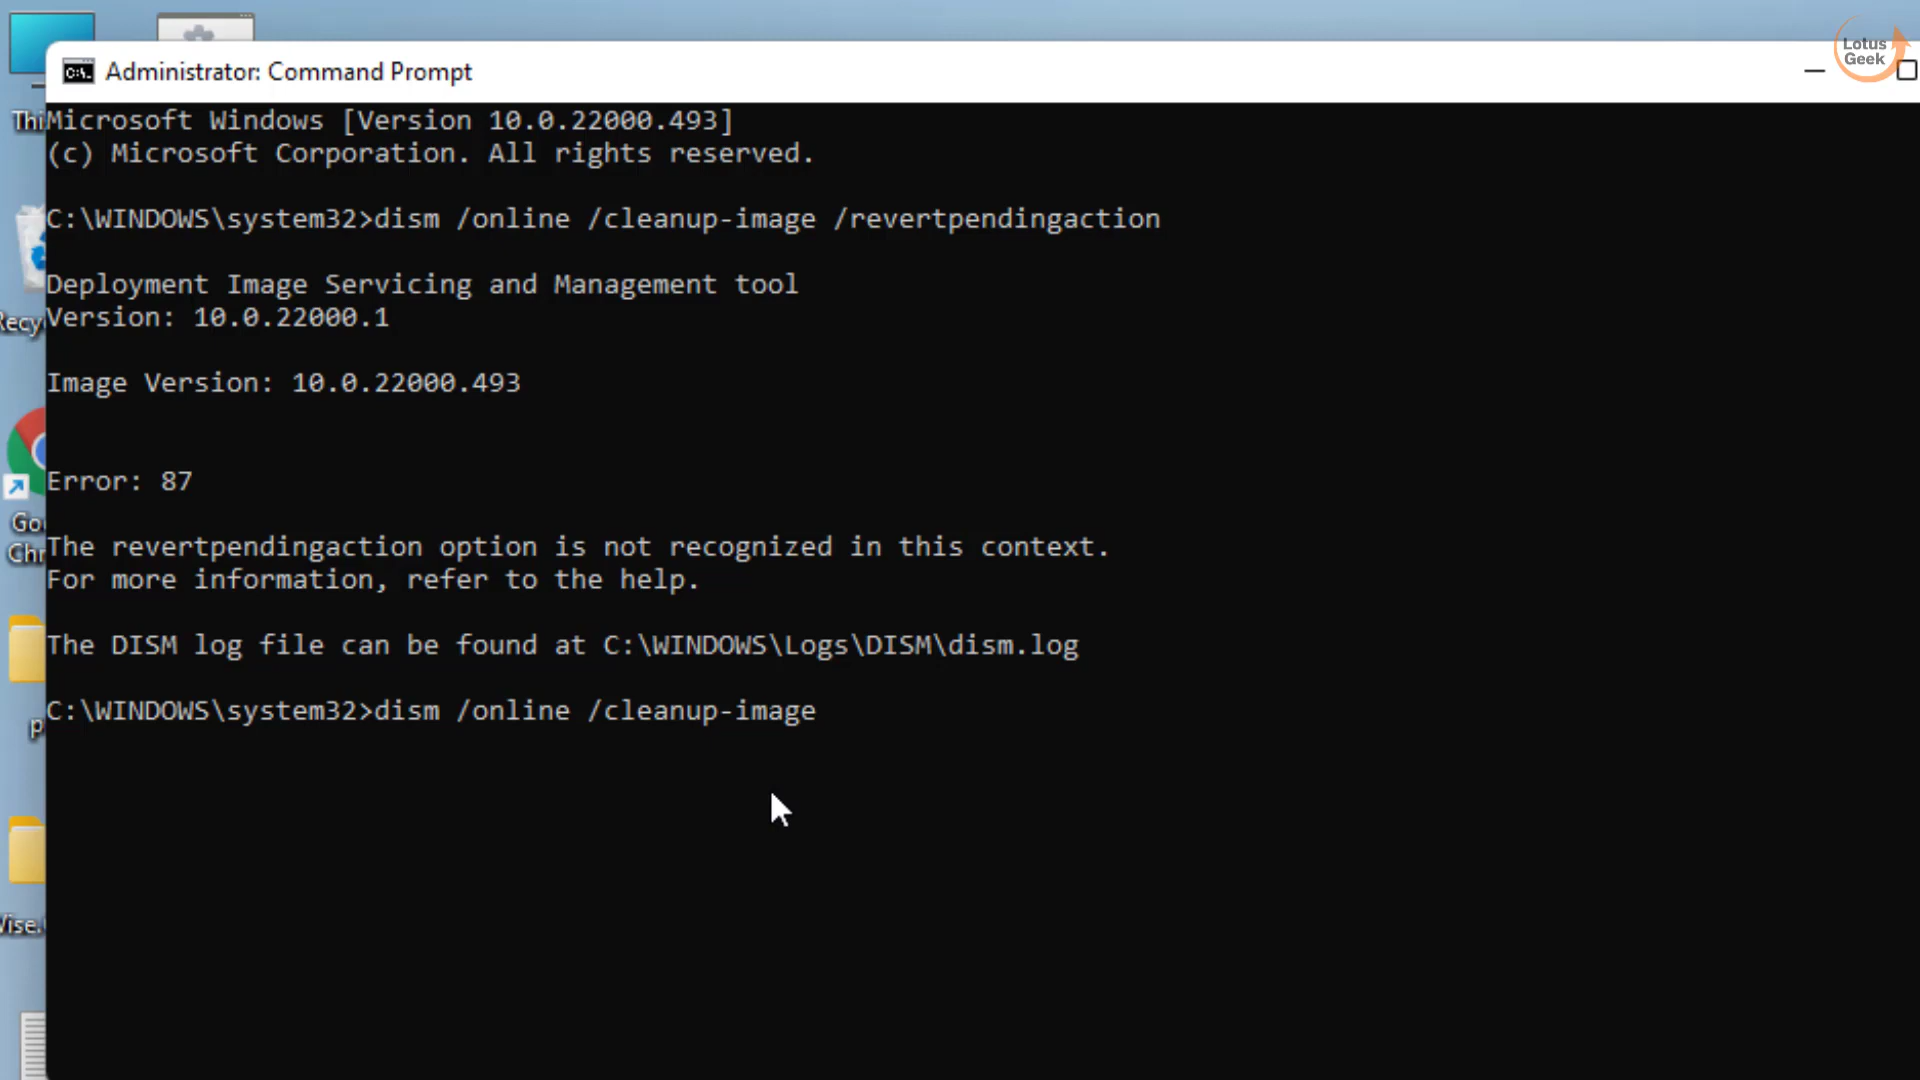 Lotus
Geek
Administrator: Command Prompt
Microsoft Windows [Version 10.0.22000.493]
(c) Microsoft Corporation. All rights reserved.
C:\WINDOWS\system32>dism /online /cleanup-image /revertpendingaction
Deployment Image Servicing and Management tool
Version: 10.0.22000.1
Image Version: 10.0.22000.493
Error: 87
The revertpendingaction option is not recognized in this context.
For more information, refer to the help.
The DISM log file can be found at C:\WINDOWS\Logs\DISM\dism.log
C:\WINDOWS\system32>dism /online /cleanup-image
Thi
Recy
Go
Chr
p